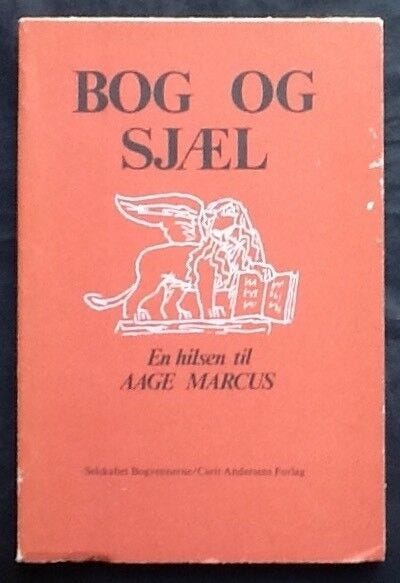 BOG OG
SJÆL
En hilsen til
AAGE MARCUS
Selskabet Bogvennerne/Carit Andersens Forlag